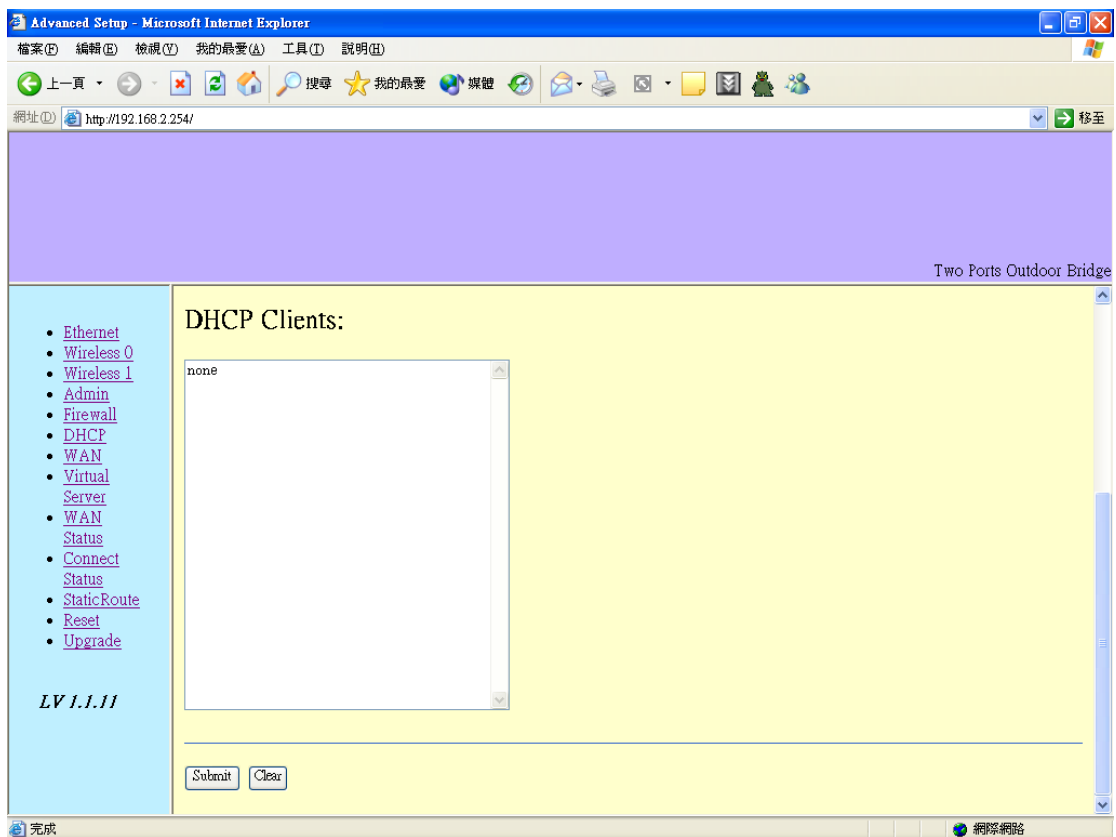 Advanced Setup - Microsoft Internet Explorer
檔案(F) 編輯(E) 檢視(V) 我的最愛(A) 工具(T) 說明(H)
上一頁 搜尋 我的最愛 媒體
網址(D) http://192.168.2.254/ 移至
Two Ports Outdoor Bridge
Ethernet
Wireless 0
Wireless 1
Admin
Firewall
DHCP
WAN
Virtual
Server
WAN
Status
Connect
Status
StaticRoute
Reset
Upgrade
LV 1.1.11
DHCP Clients:
none
Submit Clear
完成 網際網路